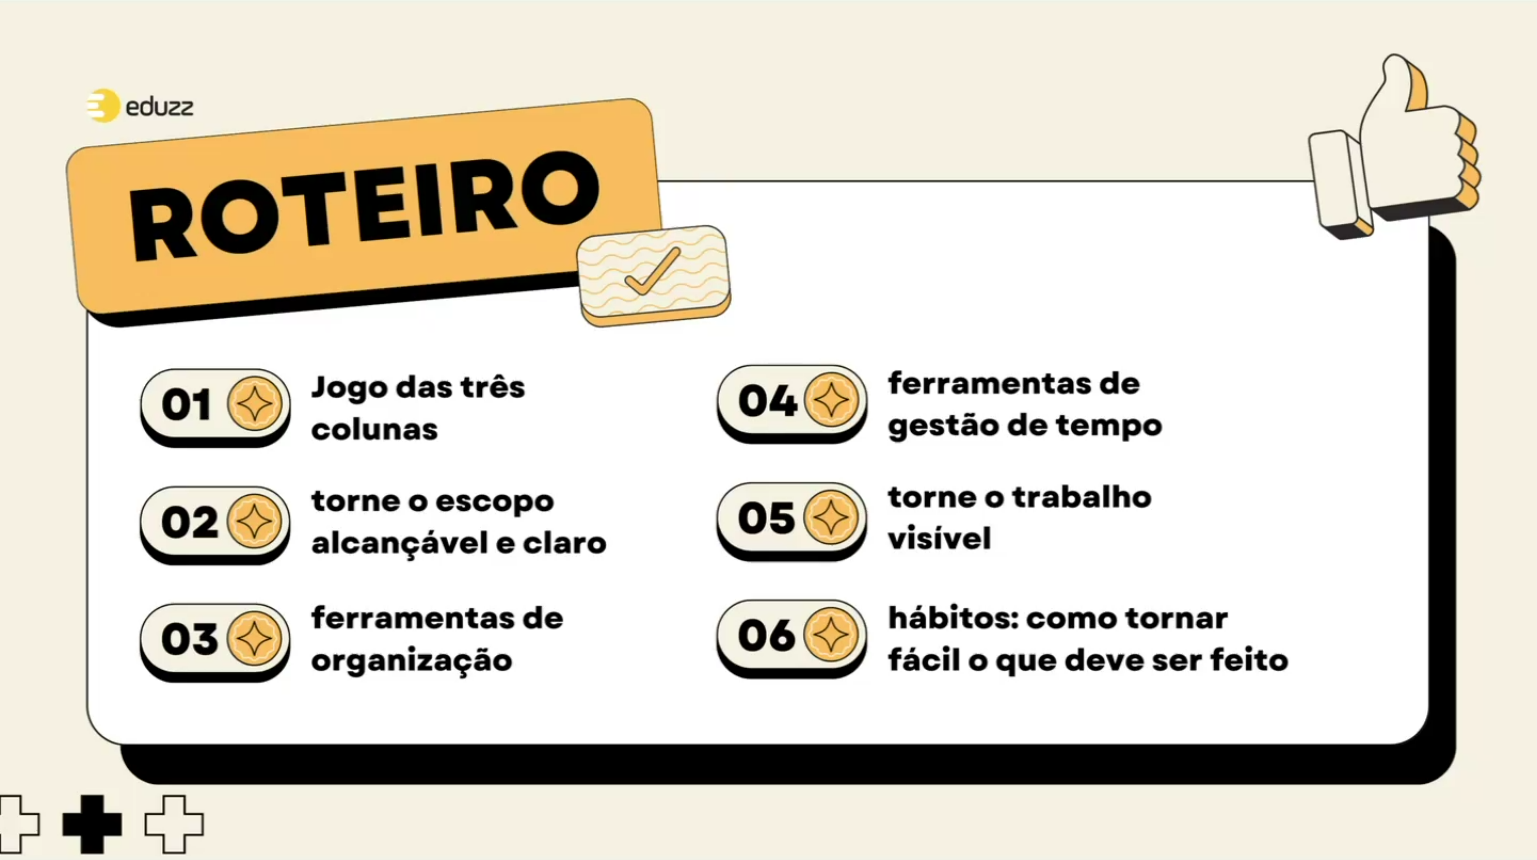 eduzz
ROTEIRO
01
Jogo das três
colunas
02
torne o escopo
alcançável e claro
03
ferramentas de
organização
04
ferramentas de
gestão de tempo
05
torne o trabalho
visível
06
hábitos: como tornar
fácil o que deve ser feito